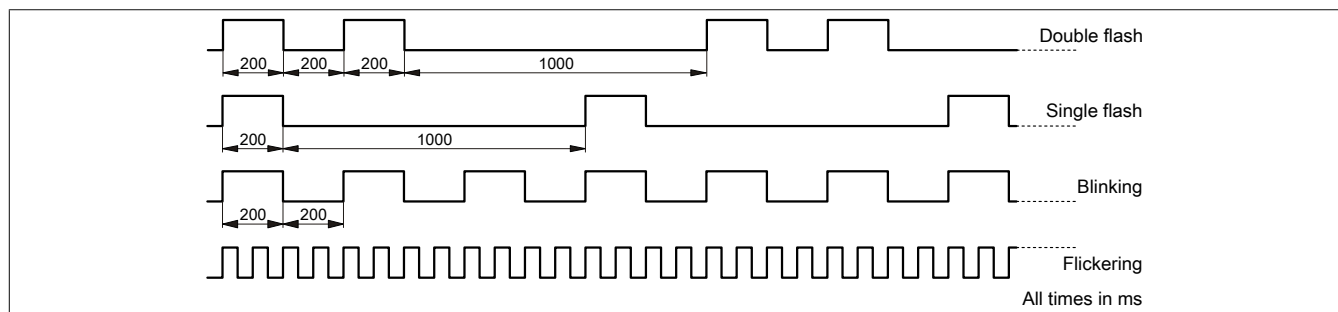 Double flash
200 200 200 1000
Single flash
200 1000
Blinking
200 200
Flickering
All times in ms